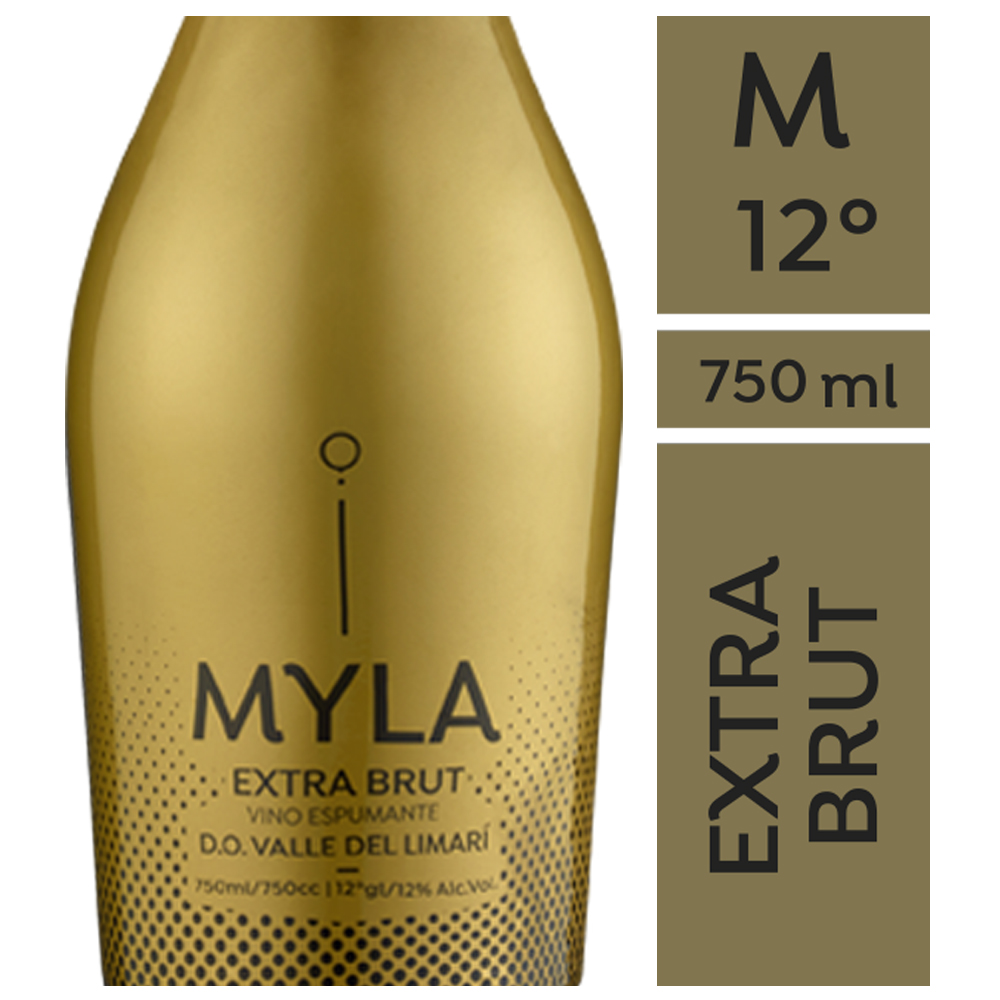 MYLA
EXTRA BRUT
VINO ESPUMANTE
D.O. VALLE DEL LIMARÍ
750ml/750cc | 12°gl/12% Alc.Vol.
M
12°
750 ml
EXTRA
BRUT